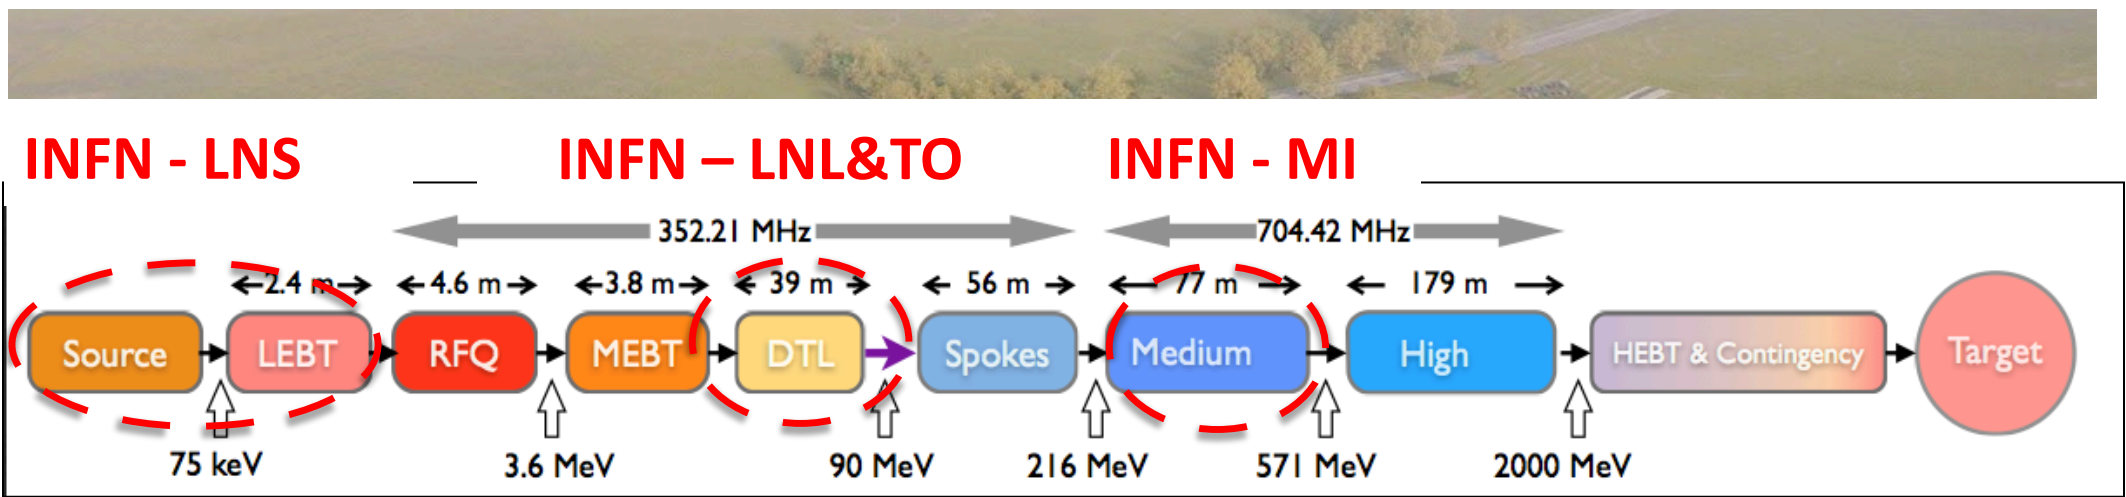 INFN - LNS INFN – LNL&TO INFN - MI
352.21 MHz 704.42 MHz
2.4 m 4.6 m 3.8 m 39 m 56 m 77 m 179 m
Source LEBT RFQ MEBT DTL Spokes Medium High HEBT & Contingency Target
75 keV 3.6 MeV 90 MeV 216 MeV 571 MeV 2000 MeV